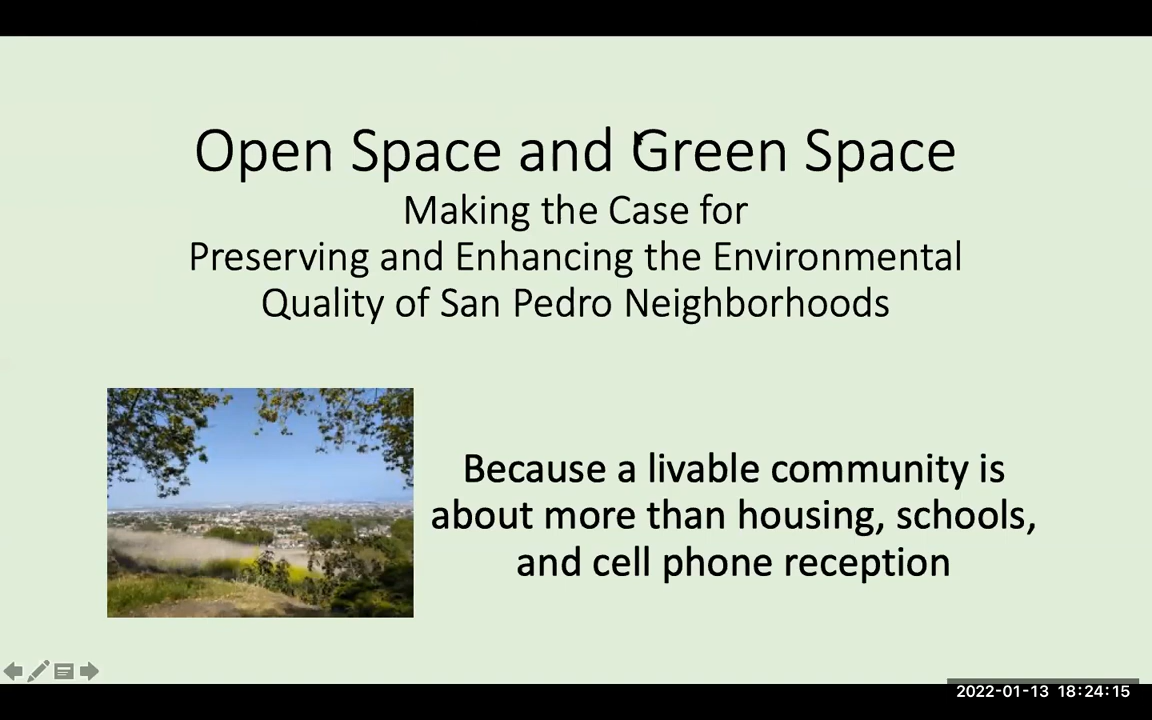 Open Space and Green Space
Making the Case for
Preserving and Enhancing the Environmental
Quality of San Pedro Neighborhoods
Because a livable community is
about more than housing, schools,
and cell phone reception
2022-01-13 18:24:15